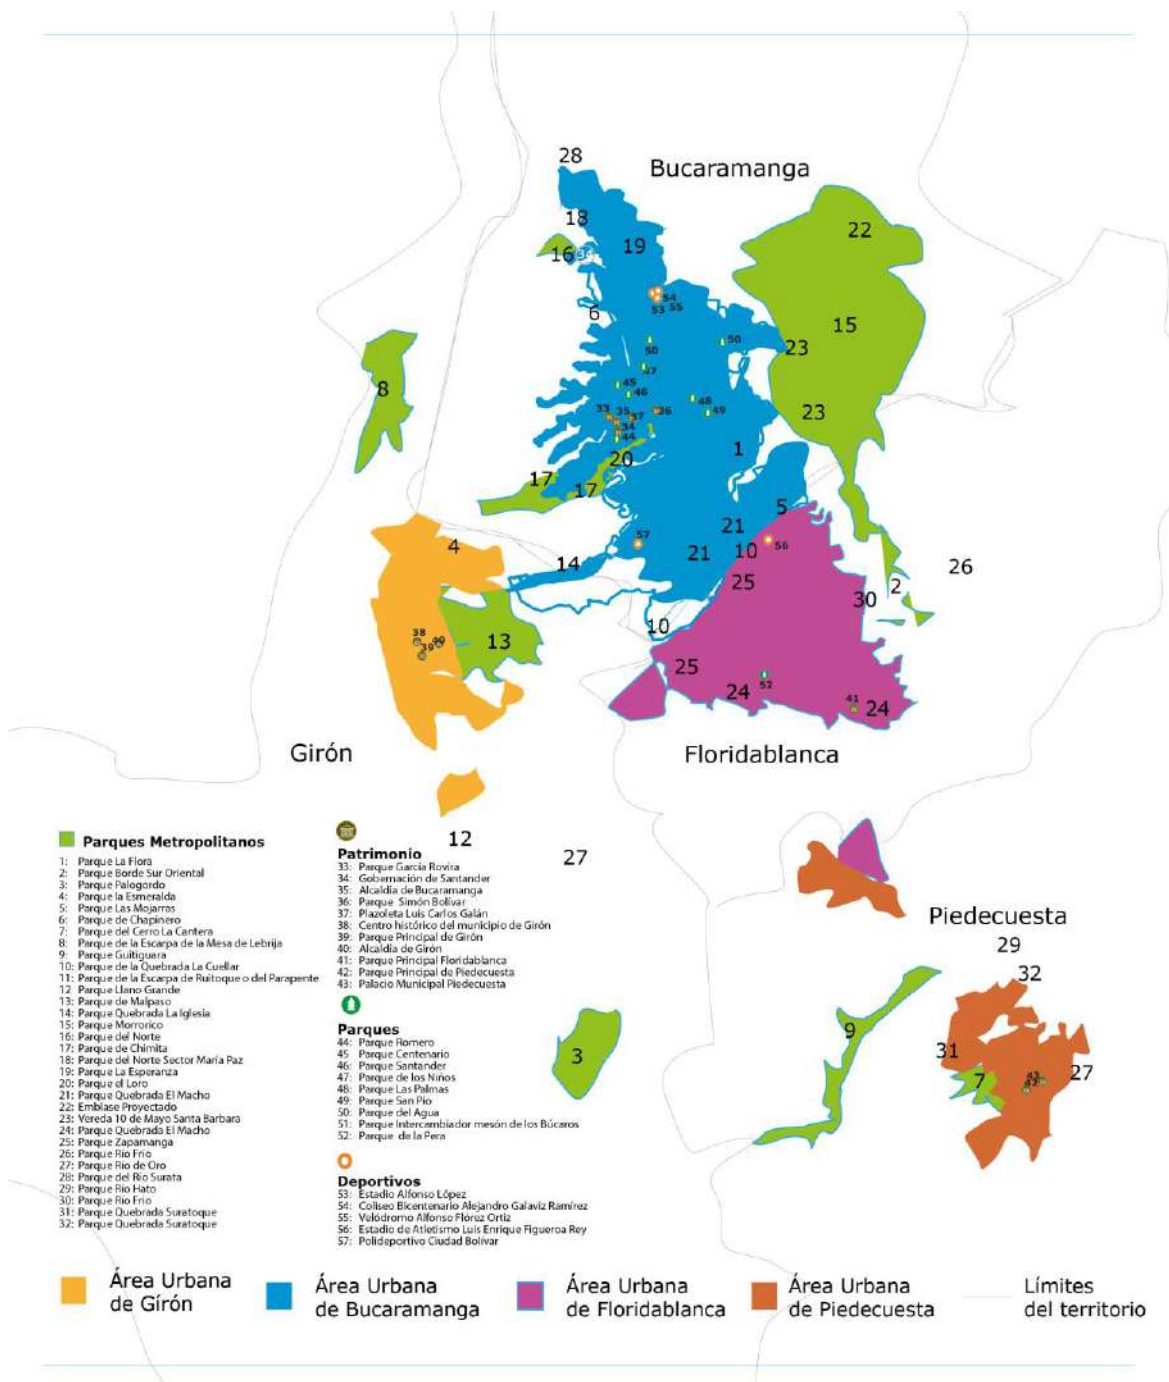 28
Bucaramanga
18
22
19
16
34
54
53 55
6
15
50
50
23
47
8
45
46
48
33 35 37 36
49
23
34
44
1
20
17
17
5
21
57
4
21
10
56
14
25
26
2
30
10
38
40
39
13
25
24
52
41
24
Girón
Floridablanca
12
27
Parques Metropolitanos
1: Parque La Flora
2: Parque Borde Sur Oriental
3: Parque Palogordo
4: Parque la Esmeralda
5: Parque Las Mojarras
6: Parque de Chapinero
7: Parque del Cerro La Cantera
8: Parque de la Escarpa de la Mesa de Lebrija
9: Parque Guitiguara
10: Parque de la Quebrada La Cuellar
11: Parque de la Escarpa de Ruitoque o del Parapente
12 Parque Llano Grande
13: Parque de Malpaso
14: Parque Quebrada La Iglesia
15: Parque Morrorico
16: Parque del Norte
17: Parque de Chimita
18: Parque del Norte Sector María Paz
19: Parque La Esperanza
20: Parque el Loro
21: Parque Quebrada El Macho
22: Emblase Proyectado
23: Vereda 10 de Mayo Santa Barbara
24: Parque Quebrada El Macho
25: Parque Zapamanga
26: Parque Río Frío
27: Parque Río de Oro
28: Parque del Río Surata
29: Parque Río Hato
30: Parque Río Frio
31: Parque Quebrada Suratoque
32: Parque Quebrada Suratoque
Patrimonio
33: Parque García Rovira
34: Gobernación de Santander
35: Alcaldía de Bucaramanga
36: Parque Simón Bolívar
37: Plazoleta Luis Carlos Galán
38: Centro histórico del municipio de Girón
39: Parque Principal de Girón
40: Alcaldía de Girón
41: Parque Principal Floridablanca
42: Parque Principal de Piedecuesta
43: Palacio Municipal Piedecuesta
Parques
44: Parque Romero
45 Parque Centenario
46: Parque Santander
47: Parque de los Niños
48: Parque Las Palmas
49: Parque San Pío
50: Parque del Agua
51: Parque Intercambiador mesón de los Búcaros
52: Parque de la Pera
Deportivos
53: Estadio Alfonso López
54: Coliseo Bicentenario Alejandro Galaviz Ramírez
55: Velódromo Alfonso Flórez Ortiz
56: Estadio de Atletismo Luis Enrique Figueroa Rey
57: Polideportivo Ciudad Bolívar
Piedecuesta
29
32
9
3
31
7
43
42
27
Área Urbana
de Gírón
Área Urbana
de Bucaramanga
Área Urbana
de Floridablanca
Área Urbana
de Piedecuesta
Límites
del territorio